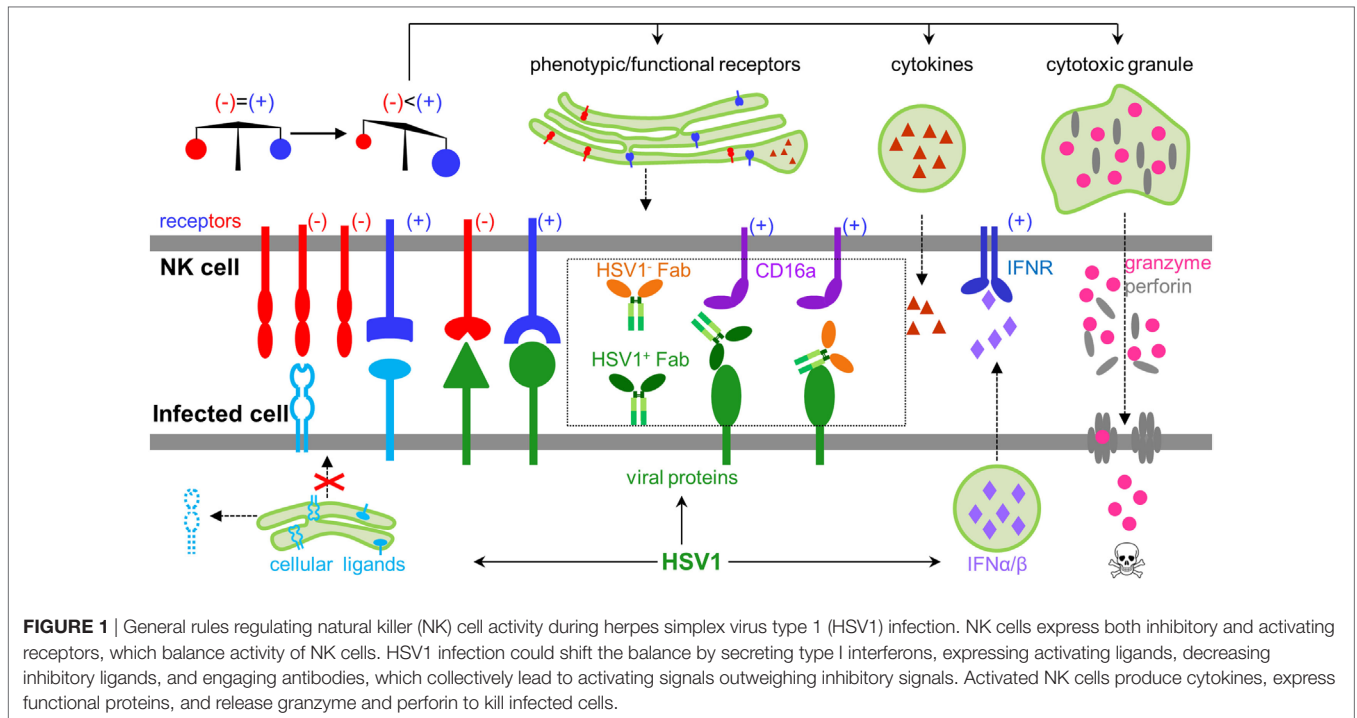 phenotypic/functional receptors
cytokines
cytotoxic granule
(-)=(+)
(-)<(+)
receptors
(-)
(-)
(+)
(-)
(+)
(+)
(+)
(+)
NK cell
HSV1- Fab
CD16a
IFNR
granzyme
perforin
HSV1+ Fab
Infected cell
viral proteins
cellular ligands
HSV1
IFNα/β
FIGURE 1 | General rules regulating natural killer (NK) cell activity during herpes simplex virus type 1 (HSV1) infection. NK cells express both inhibitory and activating
receptors, which balance activity of NK cells. HSV1 infection could shift the balance by secreting type I interferons, expressing activating ligands, decreasing
inhibitory ligands, and engaging antibodies, which collectively lead to activating signals outweighing inhibitory signals. Activated NK cells produce cytokines, express
functional proteins, and release granzyme and perforin to kill infected cells.